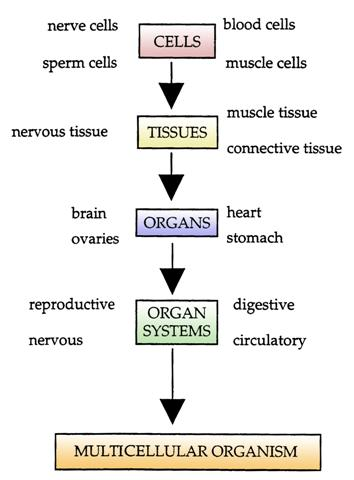 nerve cells
blood cells
CELLS
sperm cells
muscle cells
muscle tissue
nervous tissue
TISSUES
connective tissue
brain
heart
ORGANS
ovaries
stomach
reproductive
digestive
ORGAN
SYSTEMS
nervous
circulatory
MULTICELLULAR ORGANISM